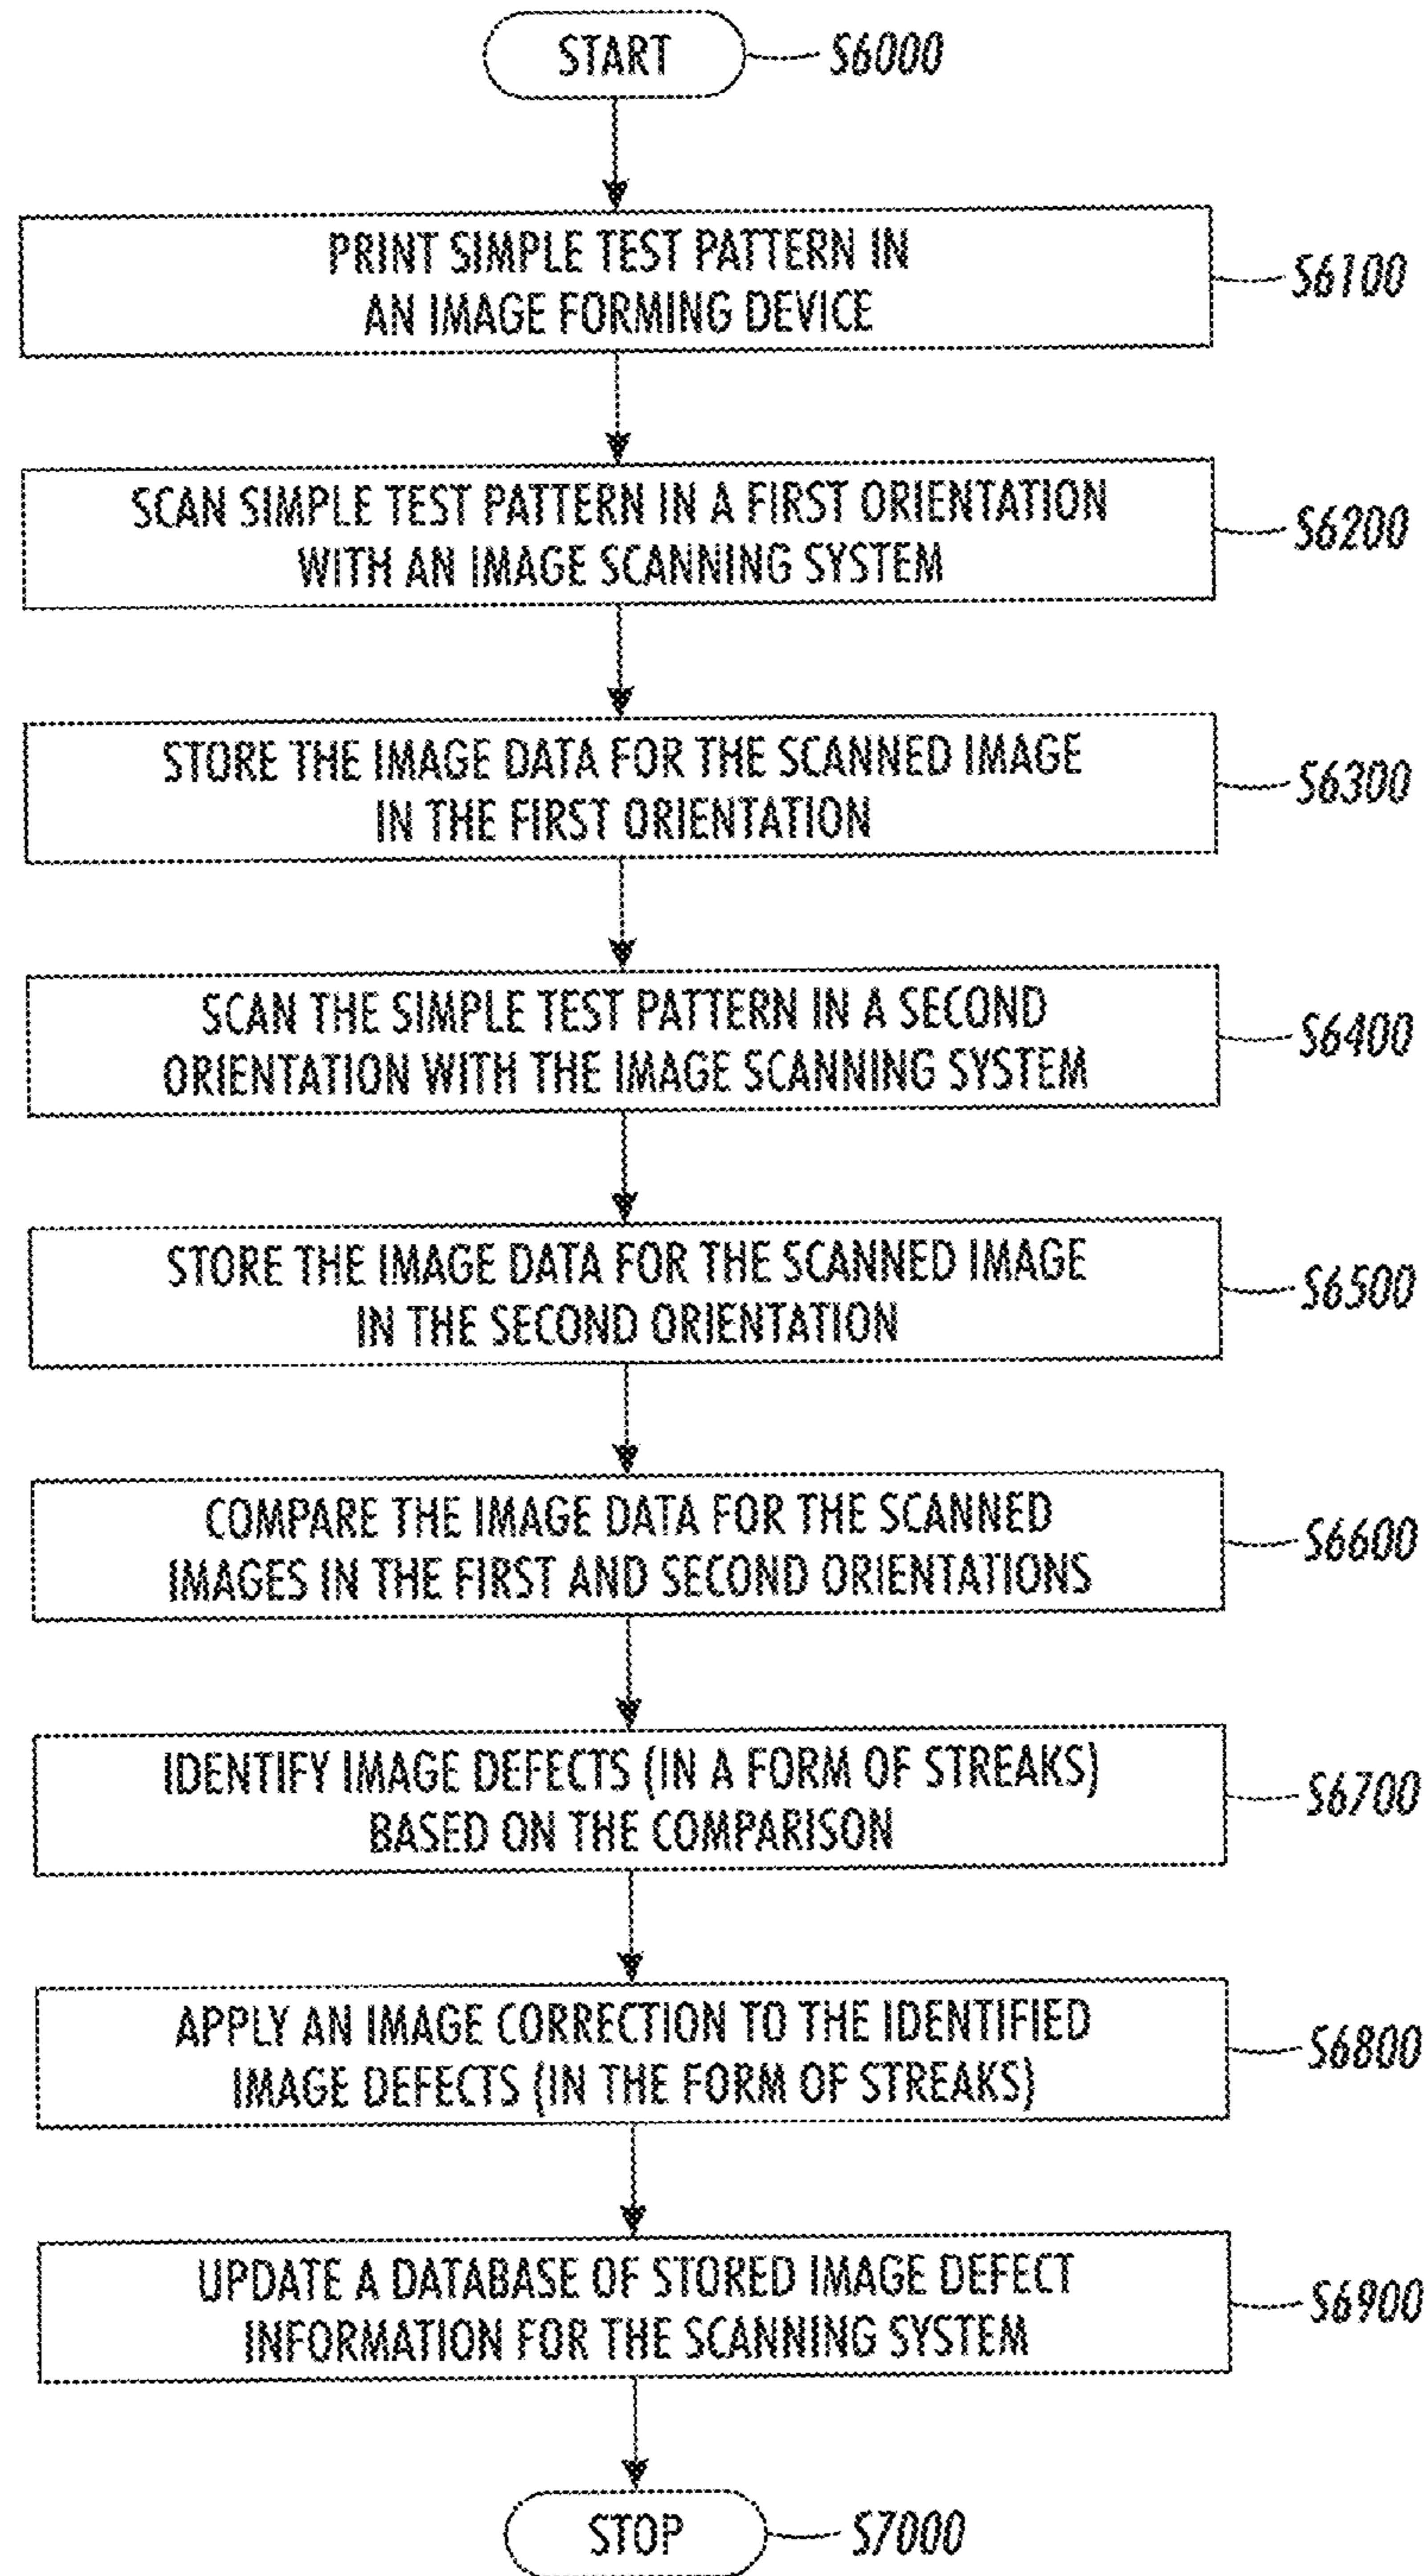 START
S6000
PRINT SIMPLE TEST PATTERN IN
AN IMAGE FORMING DEVICE
S6100
SCAN SIMPLE TEST PATTERN IN A FIRST ORIENTATION
WITH AN IMAGE SCANNING SYSTEM
S6200
STORE THE IMAGE DATA FOR THE SCANNED IMAGE
IN THE FIRST ORIENTATION
S6300
SCAN THE SIMPLE TEST PATTERN IN A SECOND
ORIENTATION WITH THE IMAGE SCANNING SYSTEM
S6400
STORE THE IMAGE DATA FOR THE SCANNED IMAGE
IN THE SECOND ORIENTATION
S6500
COMPARE THE IMAGE DATA FOR THE SCANNED
IMAGES IN THE FIRST AND SECOND ORIENTATIONS
S6600
IDENTIFY IMAGE DEFECTS (IN A FORM OF STREAKS)
BASED ON THE COMPARISON
S6700
APPLY AN IMAGE CORRECTION TO THE IDENTIFIED
IMAGE DEFECTS (IN THE FORM OF STREAKS)
S6800
UPDATE A DATABASE OF STORED IMAGE DEFECT
INFORMATION FOR THE SCANNING SYSTEM
S6900
STOP
S7000